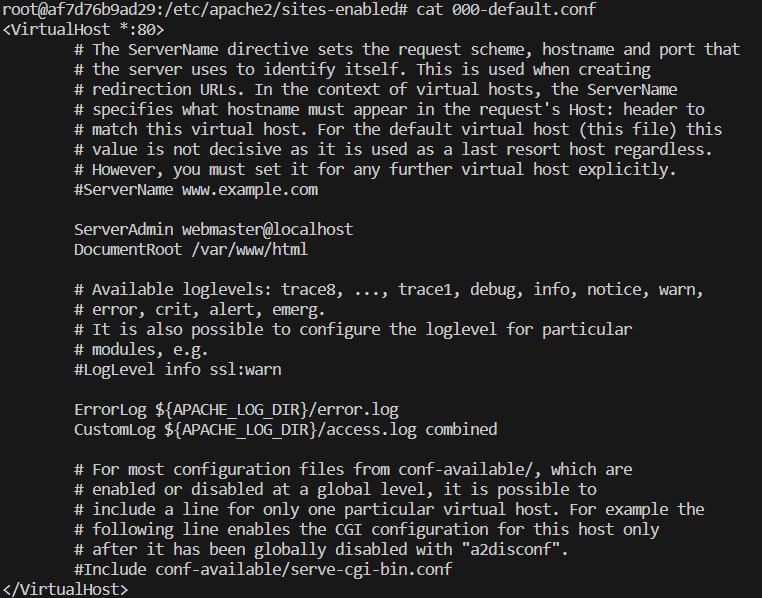 root@af7d76b9ad29:/etc/apache2/sites-enabled# cat 000-default.conf
<VirtualHost *:80>
        # The ServerName directive sets the request scheme, hostname and port that
        # the server uses to identify itself. This is used when creating
        # redirection URLs. In the context of virtual hosts, the ServerName
        # specifies what hostname must appear in the request's Host: header to
        # match this virtual host. For the default virtual host (this file) this
        # value is not decisive as it is used as a last resort host regardless.
        # However, you must set it for any further virtual host explicitly.
        #ServerName www.example.com

        ServerAdmin webmaster@localhost
        DocumentRoot /var/www/html

        # Available loglevels: trace8, ..., trace1, debug, info, notice, warn,
        # error, crit, alert, emerg.
        # It is also possible to configure the loglevel for particular
        # modules, e.g.
        #LogLevel info ssl:warn

        ErrorLog ${APACHE_LOG_DIR}/error.log
        CustomLog ${APACHE_LOG_DIR}/access.log combined

        # For most configuration files from conf-available/, which are
        # enabled or disabled at a global level, it is possible to
        # include a line for only one particular virtual host. For example the
        # following line enables the CGI configuration for this host only
        # after it has been globally disabled with "a2disconf".
        #Include conf-available/serve-cgi-bin.conf
</VirtualHost>